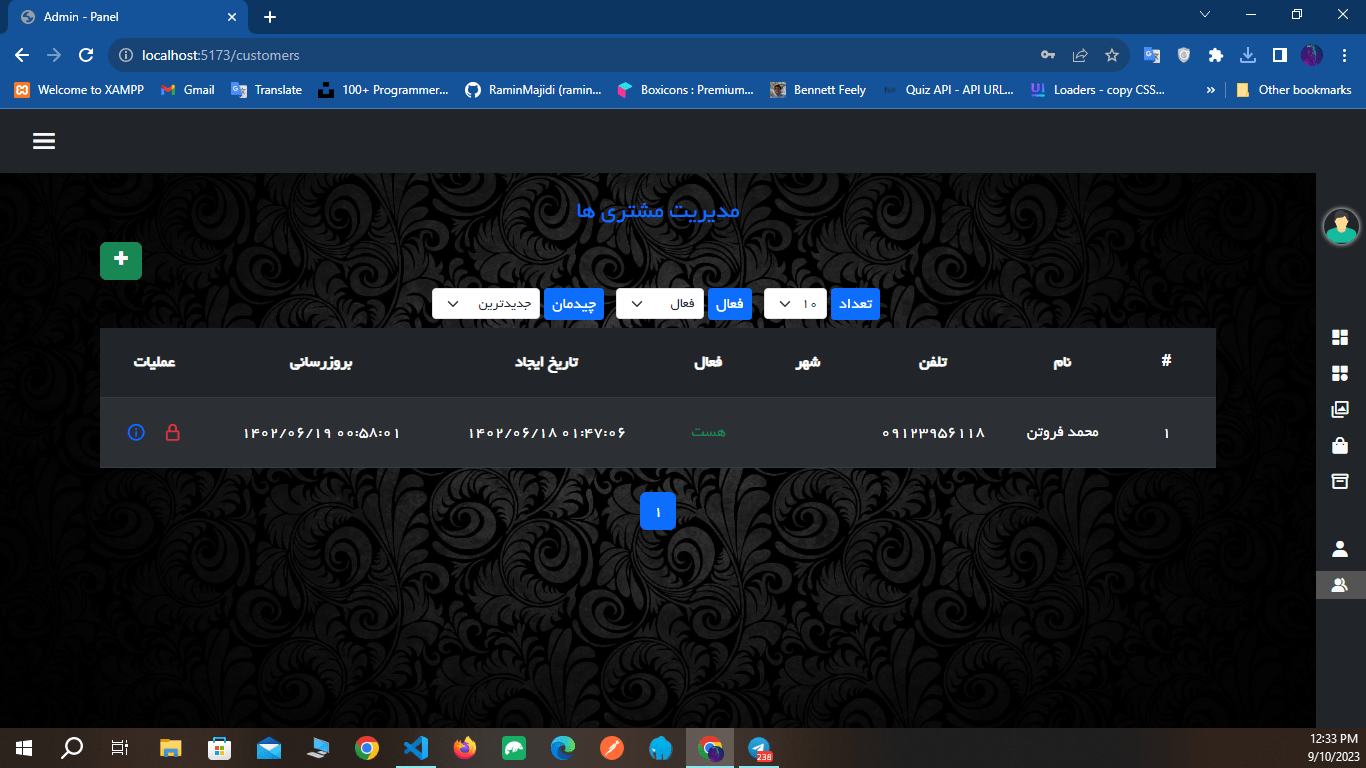 Admin - Panel
localhost:5173/customers
Welcome to XAMPP Gmail Translate 100+ Programmer... RaminMajidi (ramin... Boxicons : Premium... Bennett Feely Quiz API - API URL... Loaders - copy CSS... » Other bookmarks
مدیریت مشتری ها
تعداد ۱۰ فعال فعال چیدمان جدیدترین
# نام تلفن شهر فعال تاریخ ایجاد بروزرسانی عملیات
۱ محمد فروتن ۰۹۱۲۳۹۵۶۱۱۸ هست ۱۴۰۲/۰۶/۱۸ ۰۱:۴۷:۰۶ ۱۴۰۲/۰۶/۱۹ ۰۰:۵۸:۰۱
۱
12:33 PM
9/10/2023